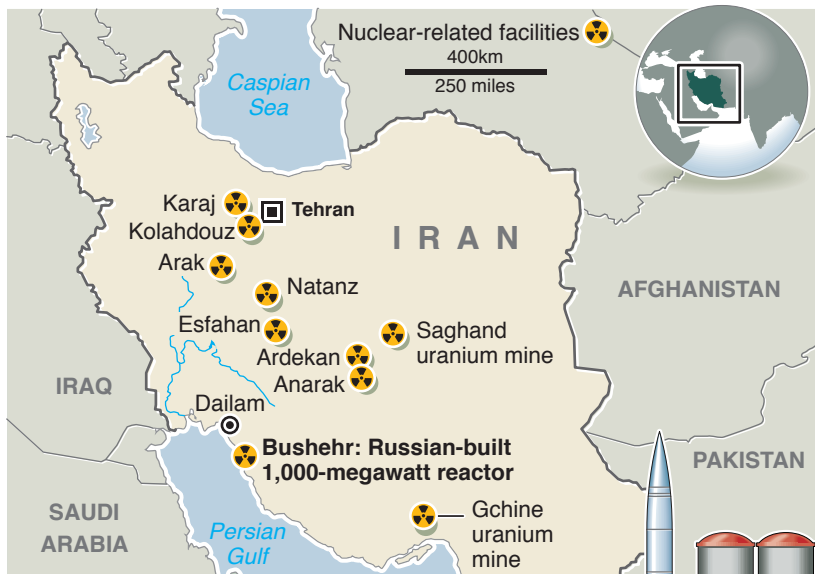 Nuclear-related facilities
400km
250 miles
Caspian
Sea
Karaj
Tehran
Kolahdouz
IRAN
Arak
Natanz
AFGHANISTAN
Esfahan
Saghand
uranium mine
Ardekan
Anarak
IRAQ
Dailam
Bushehr: Russian-built
1,000-megawatt reactor
PAKISTAN
SAUDI
ARABIA
Persian
Gulf
Gchine
uranium
mine